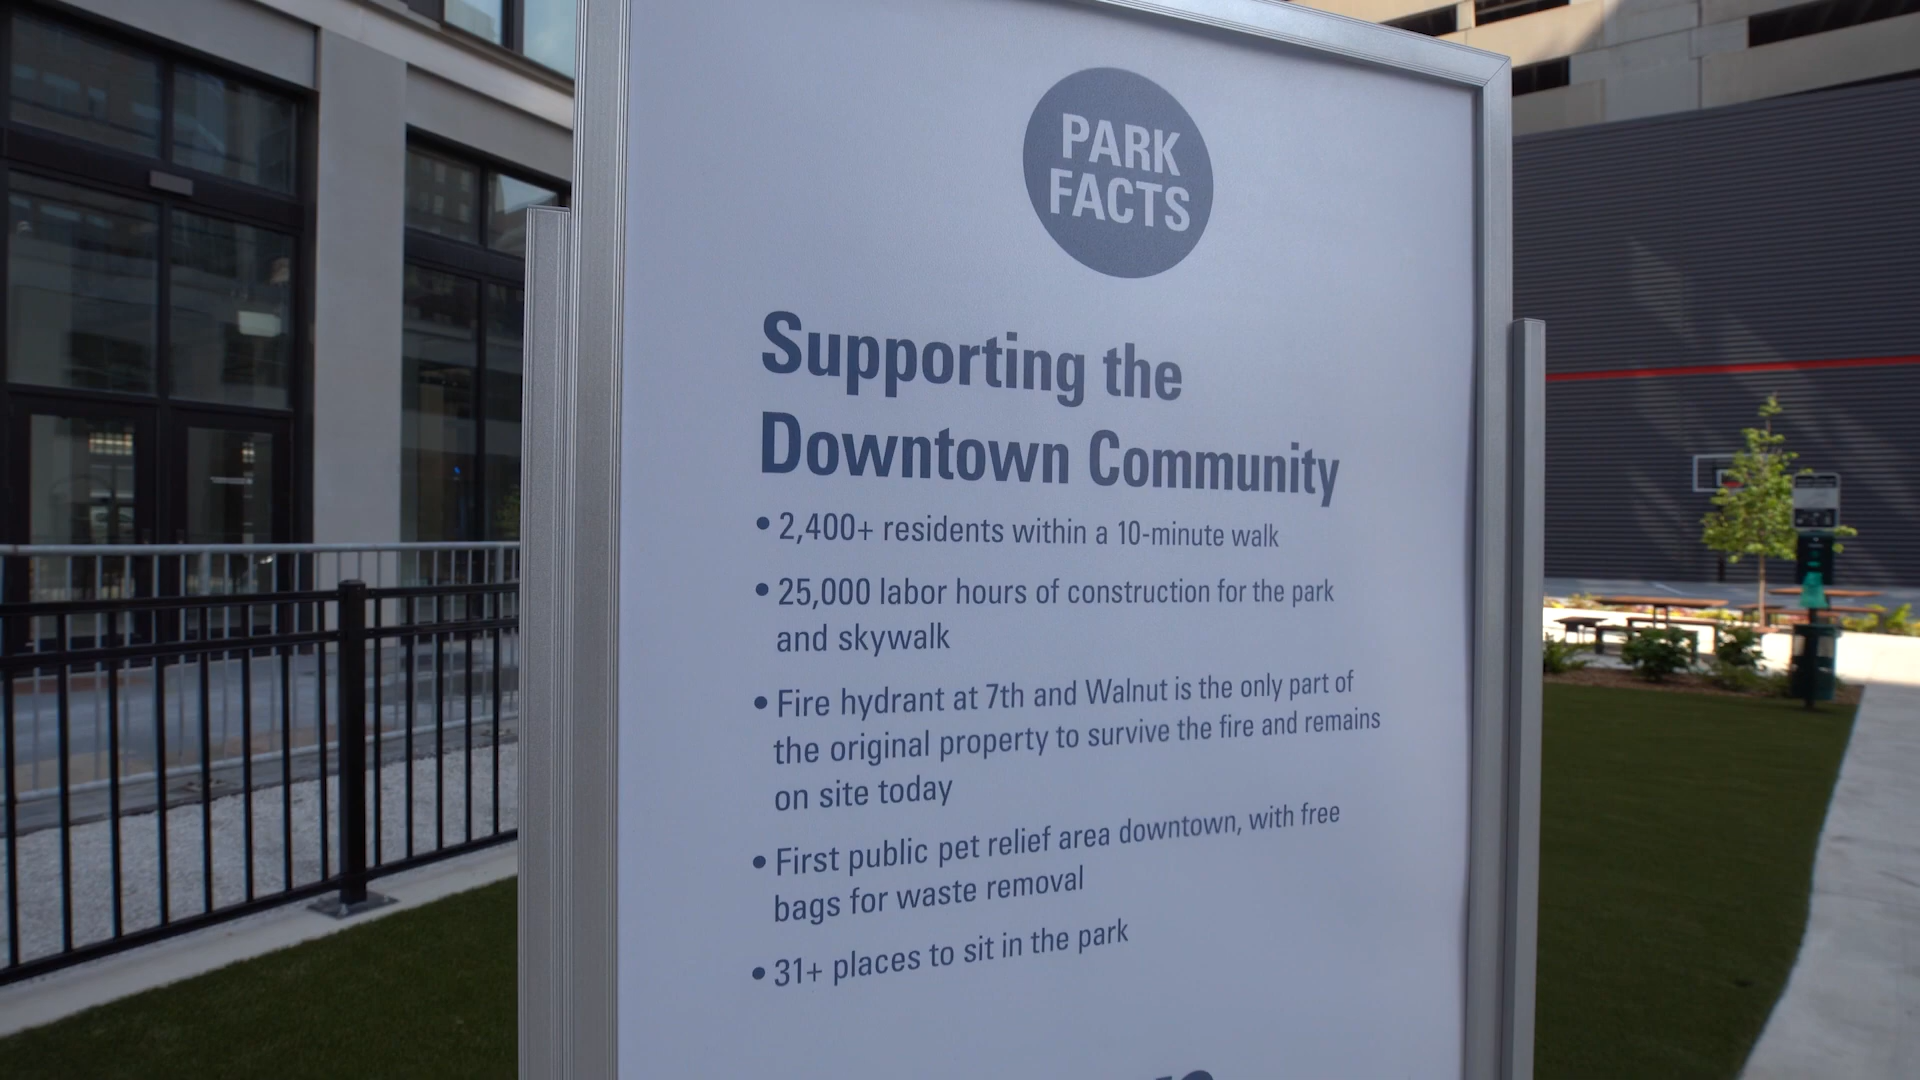 PARK
FACTS
Supporting the
Downtown Community
• 2,400+ residents within a 10-minute walk
• 25,000 labor hours of construction for the park
and skywalk
• Fire hydrant at 7th and Walnut is the only part of
the original property to survive the fire and remains
on site today
• First public pet relief area downtown, with free
bags for waste removal
• 31+ places to sit in the park